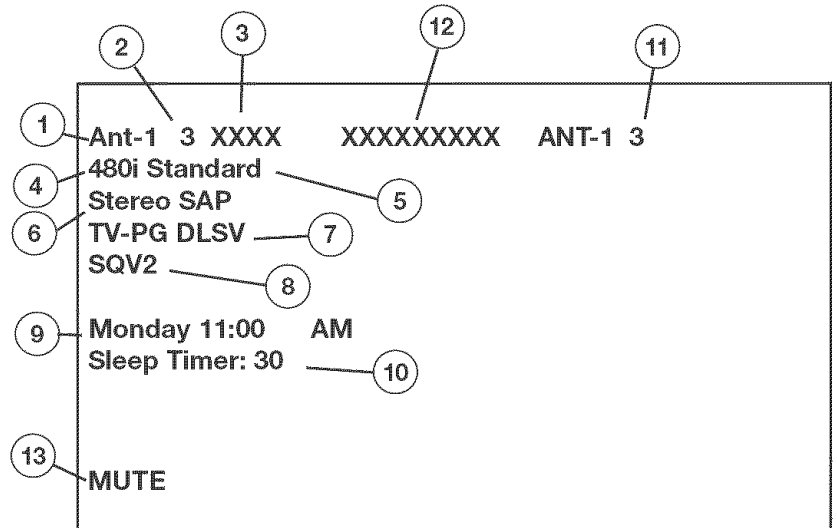 2 3 12 11
1 Ant-1 3 XXXX XXXXXXXXX ANT-1 3
4 480i Standard 5
6 Stereo SAP
TV-PG DLSV 7
SQV2 8
9 Monday 11:00 AM
Sleep Timer: 30 10
13 MUTE